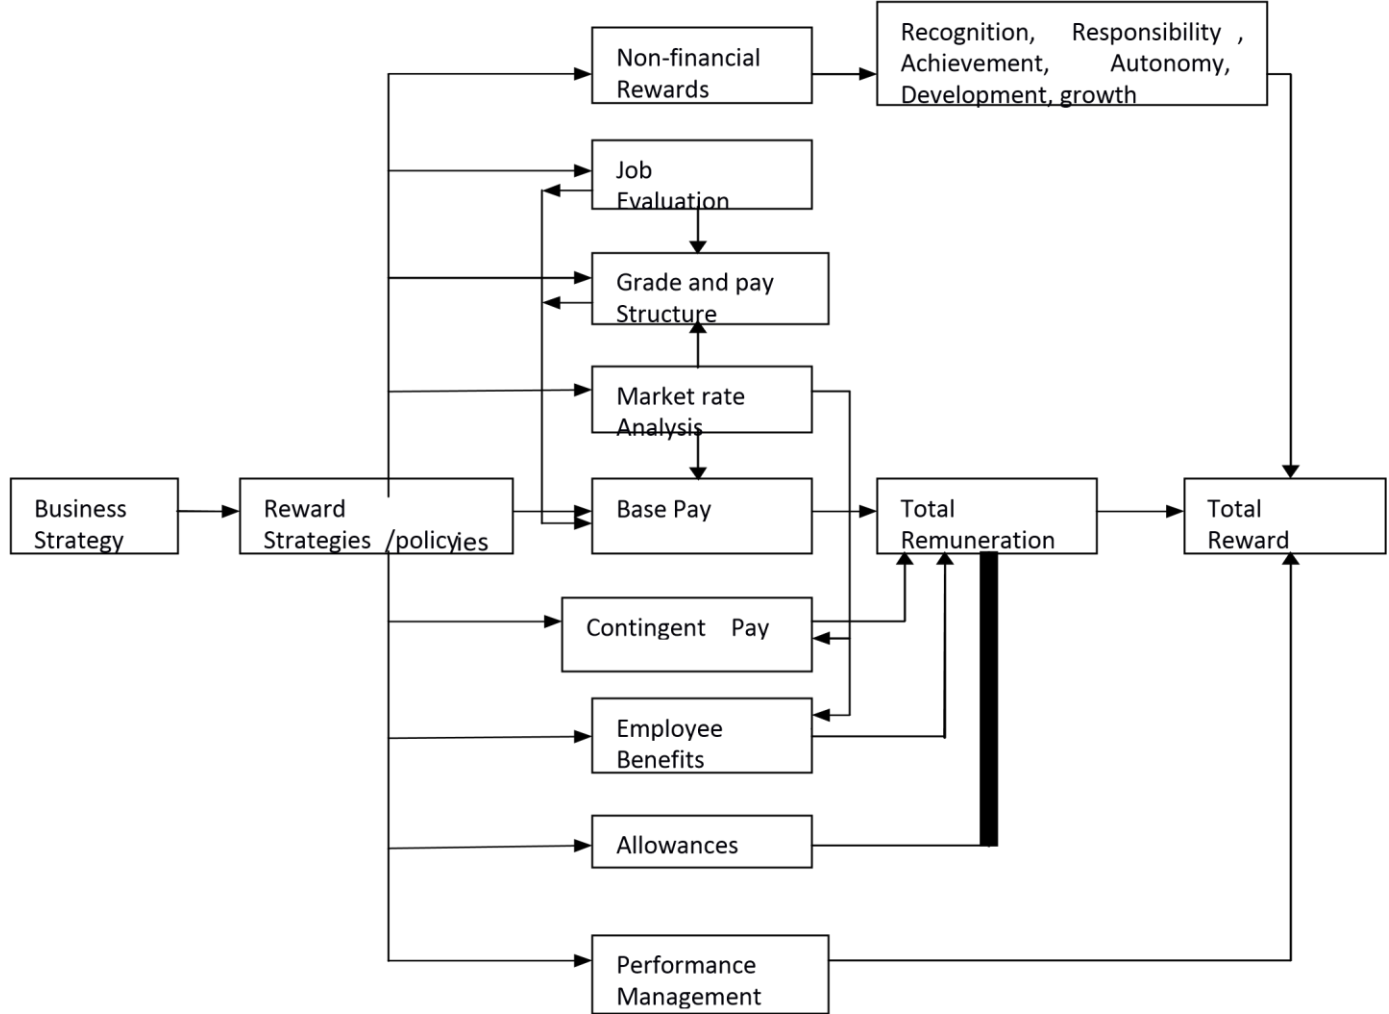 Recognition, Responsibility ,
Achievement, Autonomy,
Development, growth
Non-financial
Rewards
Job
Evaluation
Grade and pay
Structure
Market rate
Analysis
Business
Strategy
Reward
Strategies /policyies
Base Pay
Total
Remuneration
Total
Reward
Contingent Pay
Employee
Benefits
Allowances
Performance
Management